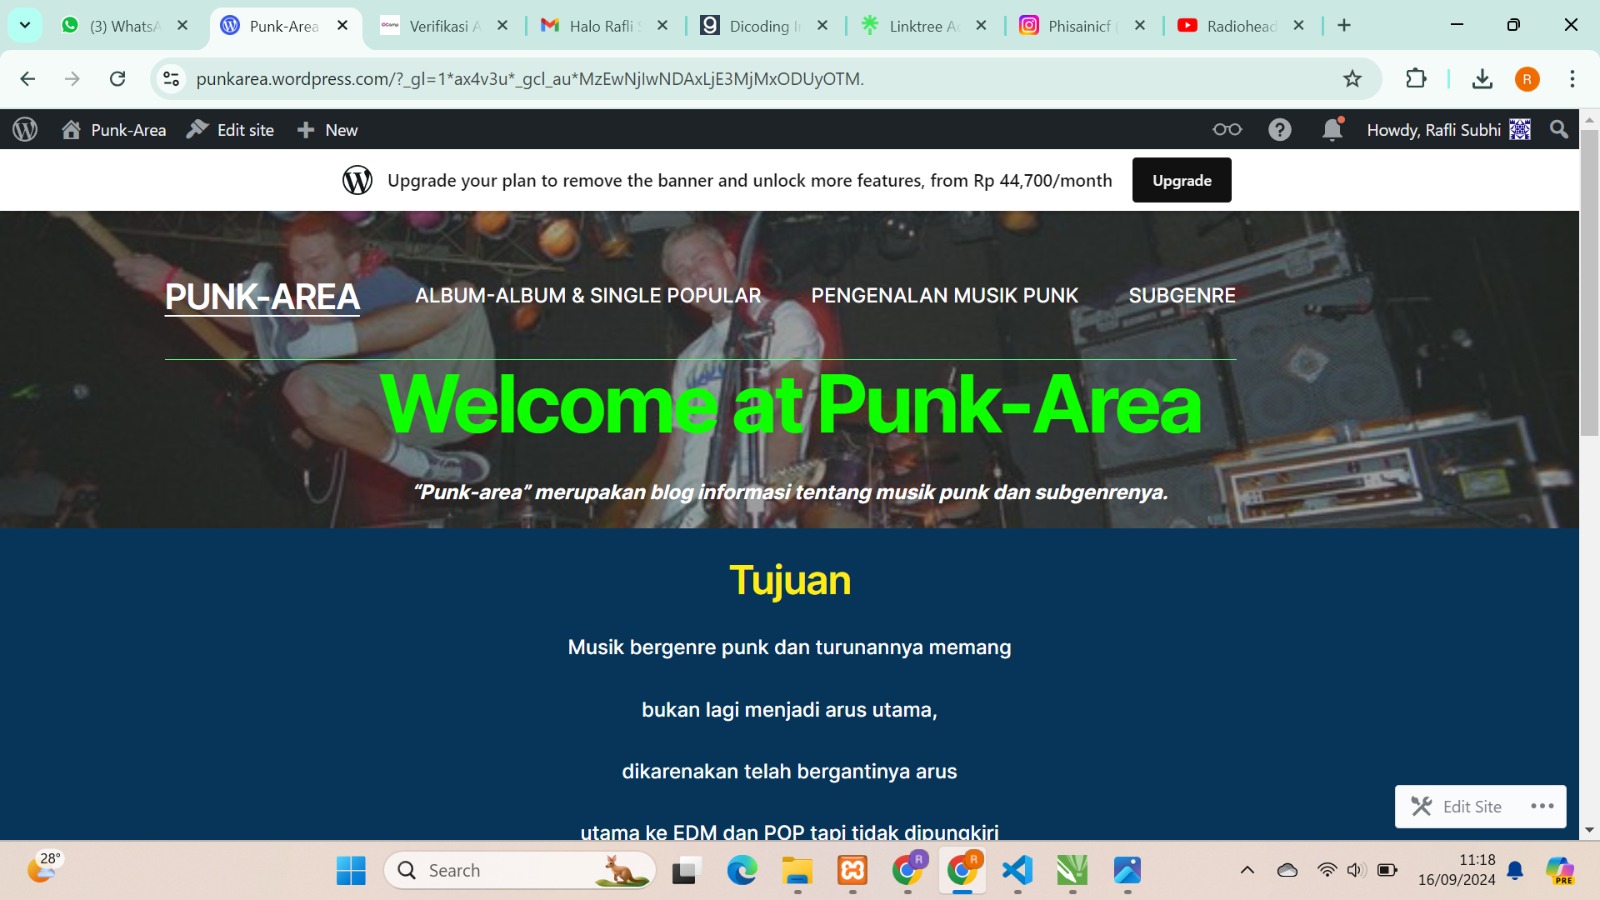 (3) WhatsA
Punk-Area
Verifikasi A
Halo Rafli S
Dicoding In
Linktree Ad
Phisainicf (
Radiohead
punkarea.wordpress.com/?_gl=1*ax4v3u*_gcl_au*MzEwNjIwNDAxLjE3MjMxODUyOTM.
R
Punk-Area
Edit site
New
Howdy, Rafli Subhi
Upgrade your plan to remove the banner and unlock more features, from Rp 44,700/month
Upgrade
PUNK-AREA
ALBUM-ALBUM & SINGLE POPULAR
PENGENALAN MUSIK PUNK
SUBGENRE
Welcome at Punk-Area
“Punk-area” merupakan blog informasi tentang musik punk dan subgenrenya.
Tujuan
Musik bergenre punk dan turunannya memang
bukan lagi menjadi arus utama,
dikarenakan telah bergantinya arus
utama ke EDM dan POP tapi tidak dipungkiri
Edit Site
28°
Search
R
R
11:18
16/09/2024
PRE